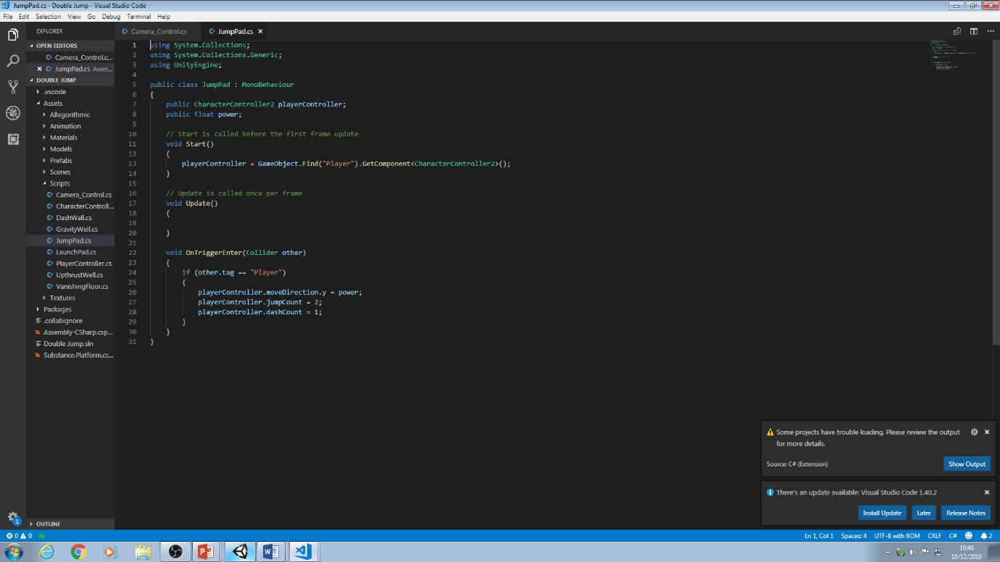 JumpPad.cs - Double Jump - Visual Studio Code
File Edit Selection View Go Debug Terminal Help
EXPLORER
OPEN EDITORS
Camera_Control.c...
JumpPad.cs Asset...
DOUBLE JUMP
.vscode
Assets
Allegorithmic
Animation
Materials
Models
Prefabs
Scenes
Scripts
Camera_Control.cs
CharacterControll...
DashWall.cs
GravityWell.cs
JumpPad.cs
LaunchPad.cs
PlayerController.cs
UpthrustWell.cs
VanishingFloor.cs
Textures
Packages
.collabignore
Assembly-CSharp.csp...
Double Jump.sln
Substance.Platform.cs...
OUTLINE
Camera_Control.cs JumpPad.cs
1 using System.Collections;
2 using System.Collections.Generic;
3 using UnityEngine;
4
5 public class JumpPad : MonoBehaviour
6 {
7 public CharacterController2 playerController;
8 public float power;
9
10 // Start is called before the first frame update
11 void Start()
12 {
13 playerController = GameObject.Find("Player").GetComponent<CharacterController2>();
14 }
15
16 // Update is called once per frame
17 void Update()
18 {
19
20 }
21
22 void OnTriggerEnter(Collider other)
23 {
24 if (other.tag == "Player")
25 {
26 playerController.moveDirection.y = power;
27 playerController.jumpCount = 2;
28 playerController.dashCount = 1;
29 }
30 }
31 }
Some projects have trouble loading. Please review the output
for more details.
Source: C# (Extension) Show Output
There's an update available: Visual Studio Code 1.40.2
Install Update Later Release Notes
1
0 0 Ln 1, Col 1 Spaces: 4 UTF-8 with BOM CRLF C# 2
10:46
10/12/2019